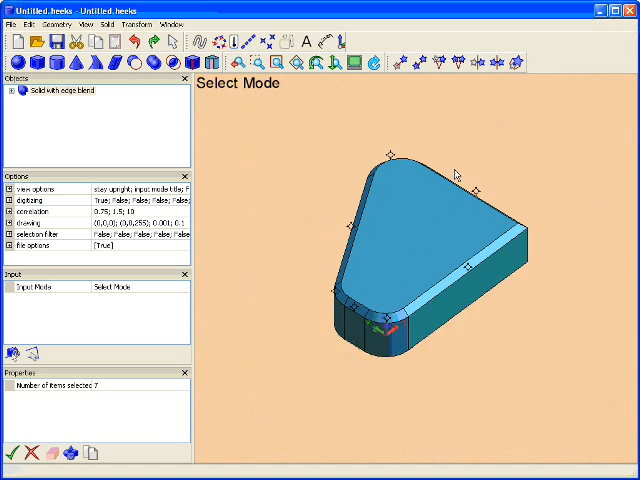 Untitled.heeks - Untitled.heeks
File Edit Geometry View Solid Transform Window
Objects
Solid with edge blend
Options
view options stay upright; input mode title; F
digitizing True; False; False; False; False;
correlation 0.75; 1.5; 10
drawing (0,0,0); (0,0,255); 0.001; 0.1
selection filter False; False; False; False; False;
file options [True]
Input
Input Mode Select Mode
Properties
Number of items selected 7
Select Mode